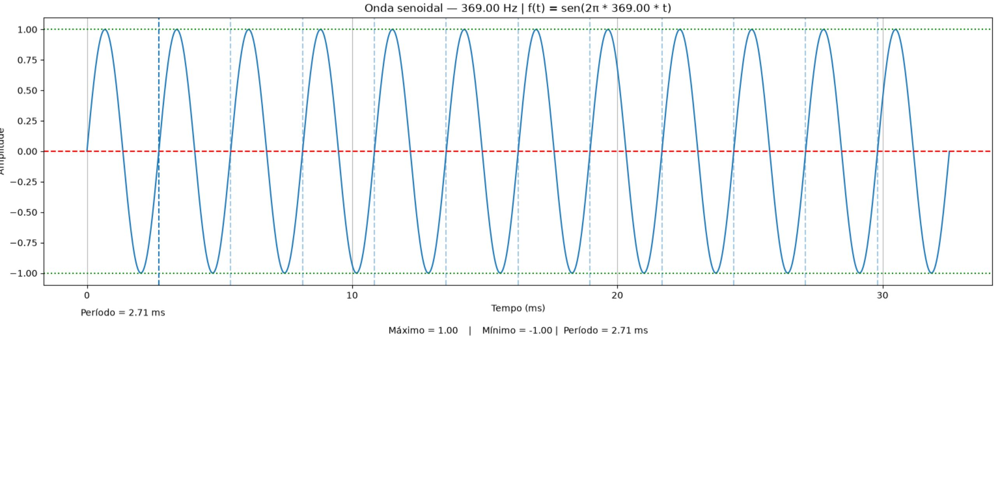 Onda senoidal — 369.00 Hz | f(t) = sen(2π * 369.00 * t)
1.00
0.75
0.50
0.25
0.00
−0.25
−0.50
−0.75
−1.00
Amplitude
0 10 20 30
Tempo (ms)
Período = 2.71 ms
Máximo = 1.00 | Mínimo = -1.00 | Período = 2.71 ms